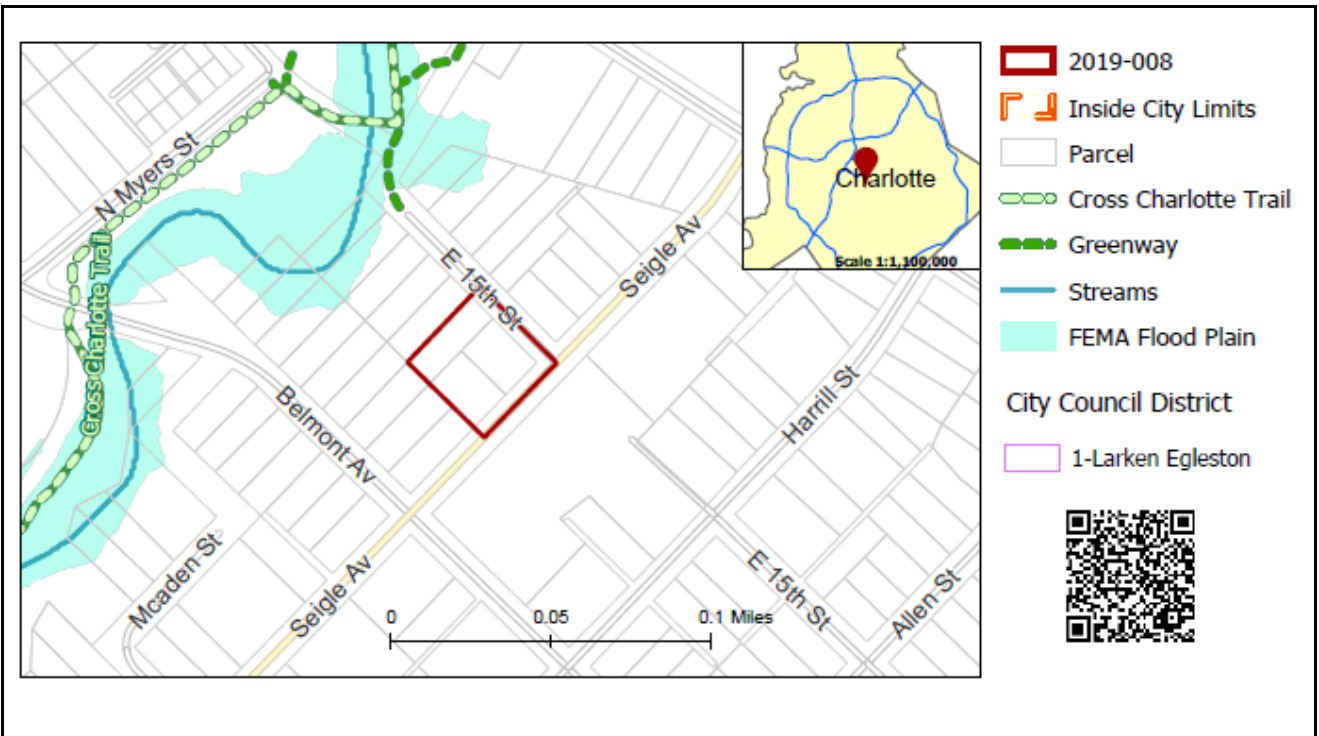 N Myers St
Cross Charlotte Trail
E 15th St
Seigle Av
Belmont Av
Harrill St
Mcaden St
Seigle Av
E 15th St
Allen St
0 0.05 0.1 Miles
Charlotte
Scale 1:1,100,000
2019-008
Inside City Limits
Parcel
Cross Charlotte Trail
Greenway
Streams
FEMA Flood Plain
City Council District
1-Larken Egleston